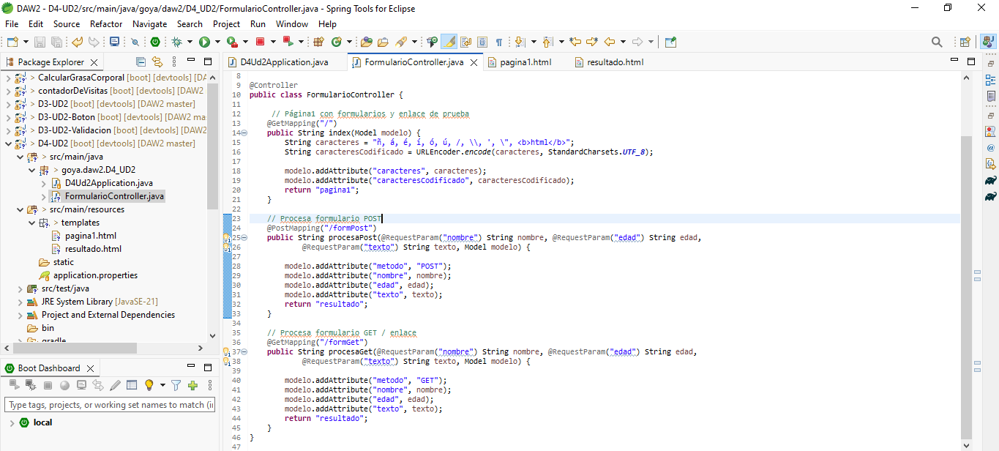 DAW2 - D4-UD2/src/main/java/goya/daw2/D4_UD2/FormularioController.java - Spring Tools for Eclipse
File Edit Source Refactor Navigate Search Project Run Window Help
Package Explorer
> CalcularGrasaCorporal [boot] [devtools] [DA
> contadorDeVisitas [boot] [devtools] [DAW2
> D3-UD2 [boot] [devtools] [DAW2 master]
> D3-UD2-Boton [boot] [devtools] [DAW2 ma
> D3-UD2-Validacion [boot] [devtools] [DAW2
> D4-UD2 [boot] [devtools] [DAW2 master]
> src/main/java
> goya.daw2.D4_UD2
D4Ud2Application.java
FormularioController.java
> src/main/resources
> templates
pagina1.html
resultado.html
static
application.properties
src/test/java
JRE System Library [JavaSE-21]
Project and External Dependencies
bin
gradle
Boot Dashboard
Type tags, projects, or working set names to match (i
local
D4Ud2Application.java FormularioController.java pagina1.html resultado.html
8
9 @Controller
10 public class FormularioController {
11
12 // Página1 con formularios y enlace de prueba
13 @GetMapping("/")
14 public String index(Model modelo) {
15 String caracteres = "ñ, á, é, í, ó, ú, /, \\, ', \", <b>html</b>";
16 String caracteresCodificado = URLEncoder.encode(caracteres, StandardCharsets.UTF_8);
17
18 modelo.addAttribute("caracteres", caracteres);
19 modelo.addAttribute("caracteresCodificado", caracteresCodificado);
20 return "pagina1";
21 }
22
23 // Procesa formulario POST
24 @PostMapping("/formPost")
25 public String procesaPost(@RequestParam("nombre") String nombre, @RequestParam("edad") String edad,
26 @RequestParam("texto") String texto, Model modelo) {
27
28 modelo.addAttribute("metodo", "POST");
29 modelo.addAttribute("nombre", nombre);
30 modelo.addAttribute("edad", edad);
31 modelo.addAttribute("texto", texto);
32 return "resultado";
33 }
34
35 // Procesa formulario GET / enlace
36 @GetMapping("/formGet")
37 public String procesaGet(@RequestParam("nombre") String nombre, @RequestParam("edad") String edad,
38 @RequestParam("texto") String texto, Model modelo) {
39
40 modelo.addAttribute("metodo", "GET");
41 modelo.addAttribute("nombre", nombre);
42 modelo.addAttribute("edad", edad);
43 modelo.addAttribute("texto", texto);
44 return "resultado";
45 }
46 }
47